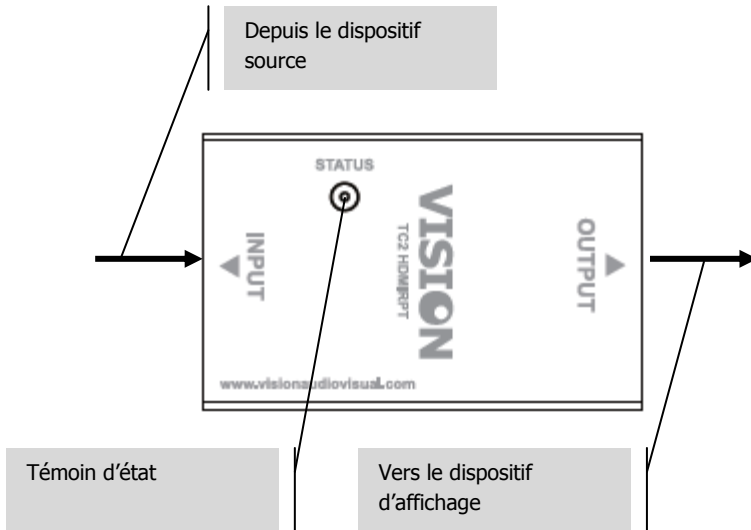 Depuis le dispositif
source
STATUS
INPUT
VISION
TC2 HDMIRPT
OUTPUT
www.visionaudiovisual.com
Témoin d’état
Vers le dispositif
d’affichage